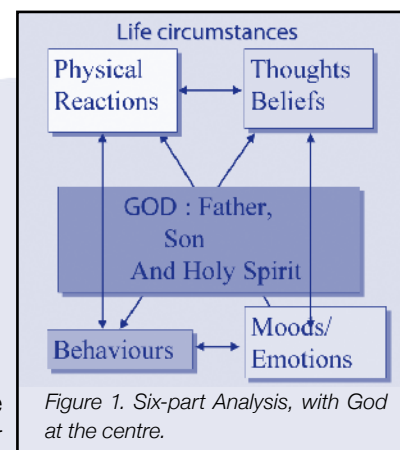 Life circumstances
Physical
Reactions
Thoughts
Beliefs
GOD : Father,
Son
And Holy Spirit
Behaviours
Moods/
Emotions
Figure 1. Six-part Analysis, with God
at the centre.